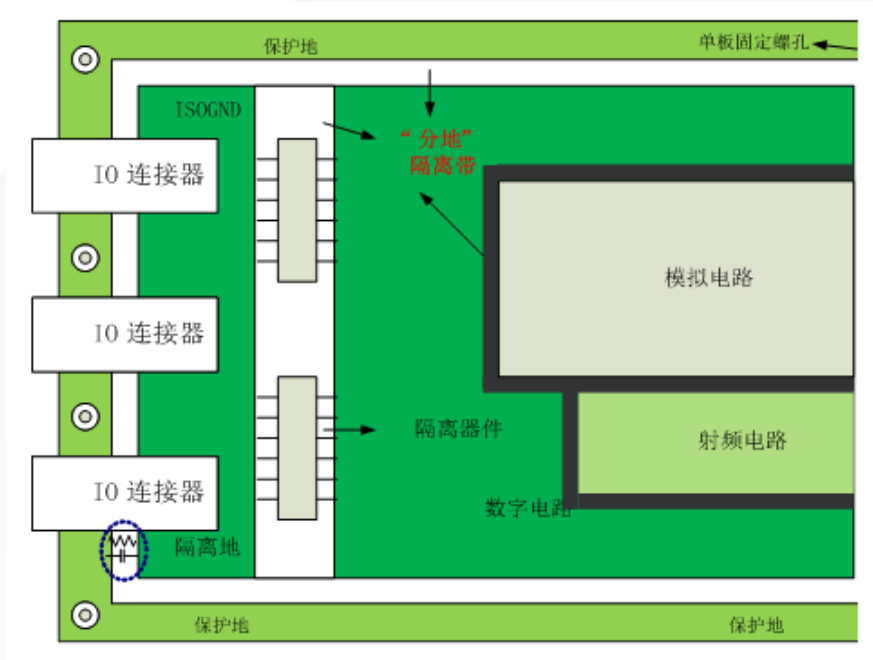 保护地
单板固定螺孔
ISOGND
“分地”
隔离带
IO 连接器
模拟电路
IO 连接器
隔离器件
射频电路
IO 连接器
数字电路
隔离地
保护地
保护地